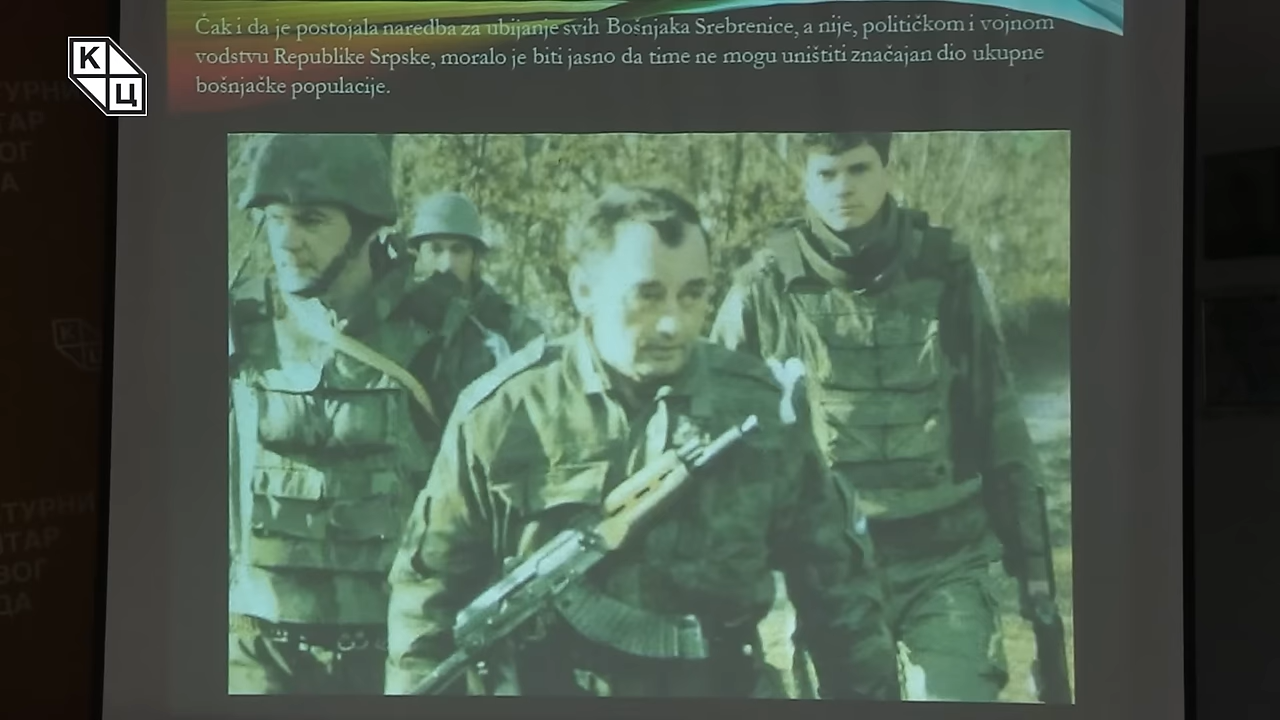 Čak i da je postojala naredba za ubijanje svih Bošnjaka Srebrenice, a nije, političkom i vojnom
vodstvu Republike Srpske, moralo je biti jasno da time ne mogu uništiti značajan dio ukupne
bošnjačke populacije.
К
Ц